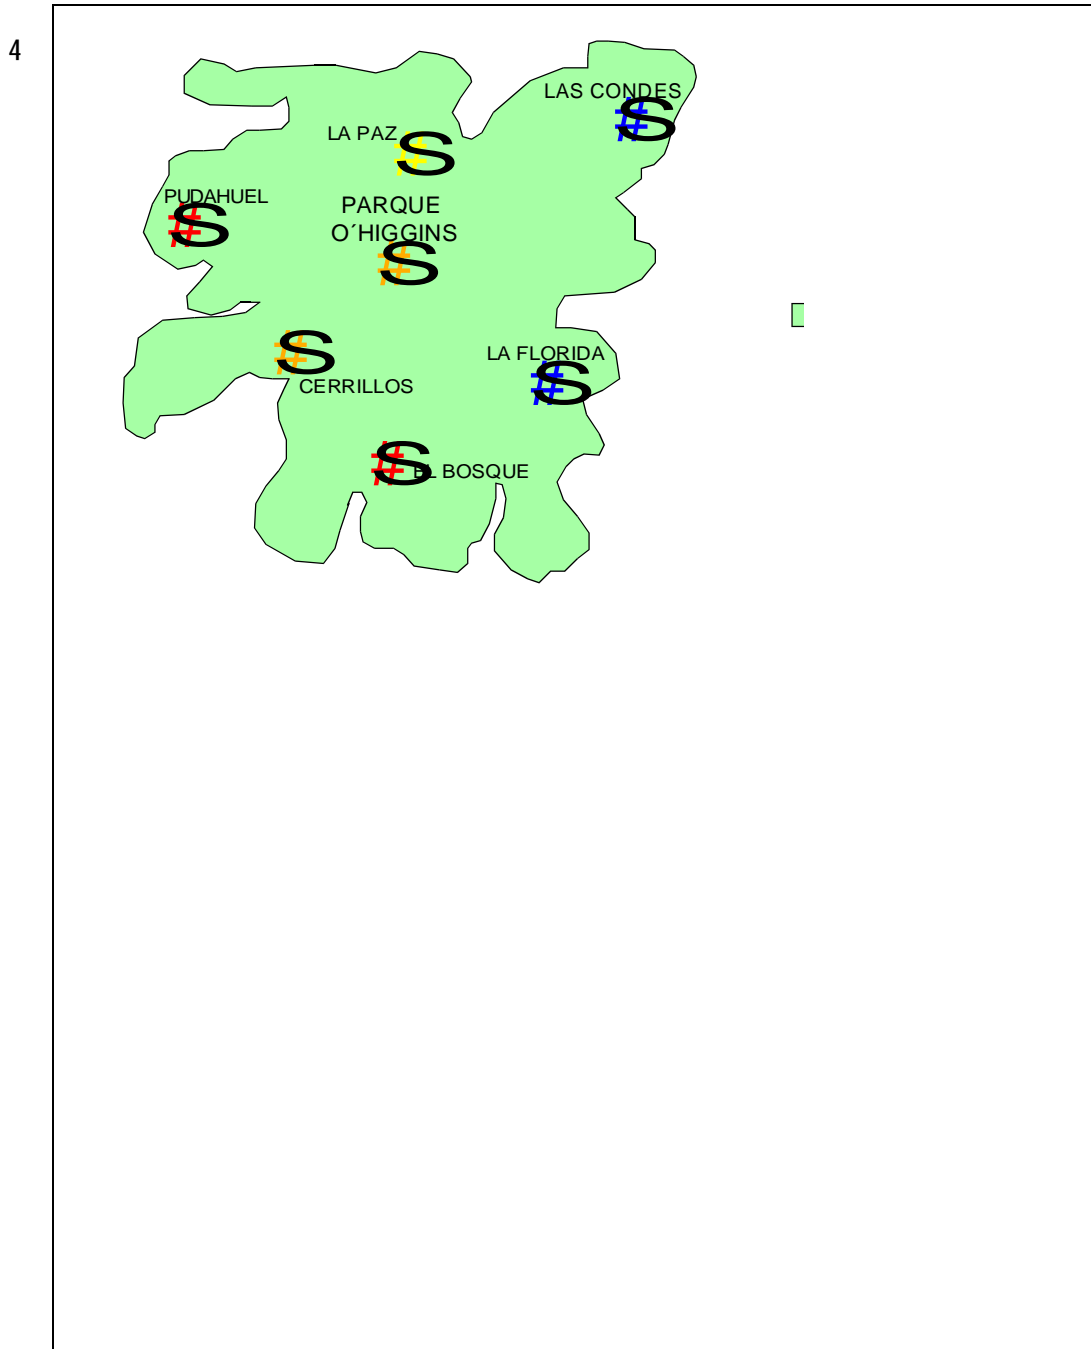 4
LAS CONDES
#S
LA PAZ
#S
PUDAHUEL
#S
PARQUE
O´HIGGINS
#S
#S
CERRILLOS
LA FLORIDA
#S
#S
EL BOSQUE